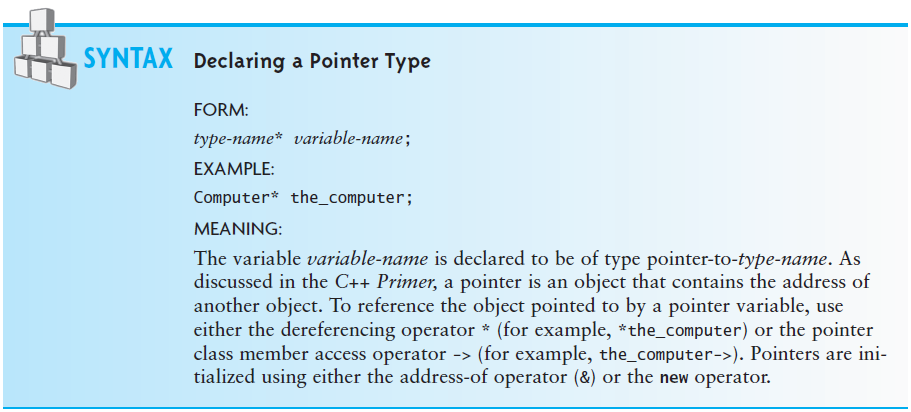 SYNTAX Declaring a Pointer Type
FORM:
type-name* variable-name;
EXAMPLE:
Computer* the_computer;
MEANING:
The variable variable-name is declared to be of type pointer-to-type-name. As
discussed in the C++ Primer, a pointer is an object that contains the address of
another object. To reference the object pointed to by a pointer variable, use
either the dereferencing operator * (for example, *the_computer) or the pointer
class member access operator -> (for example, the_computer->). Pointers are ini-
tialized using either the address-of operator (&) or the new operator.